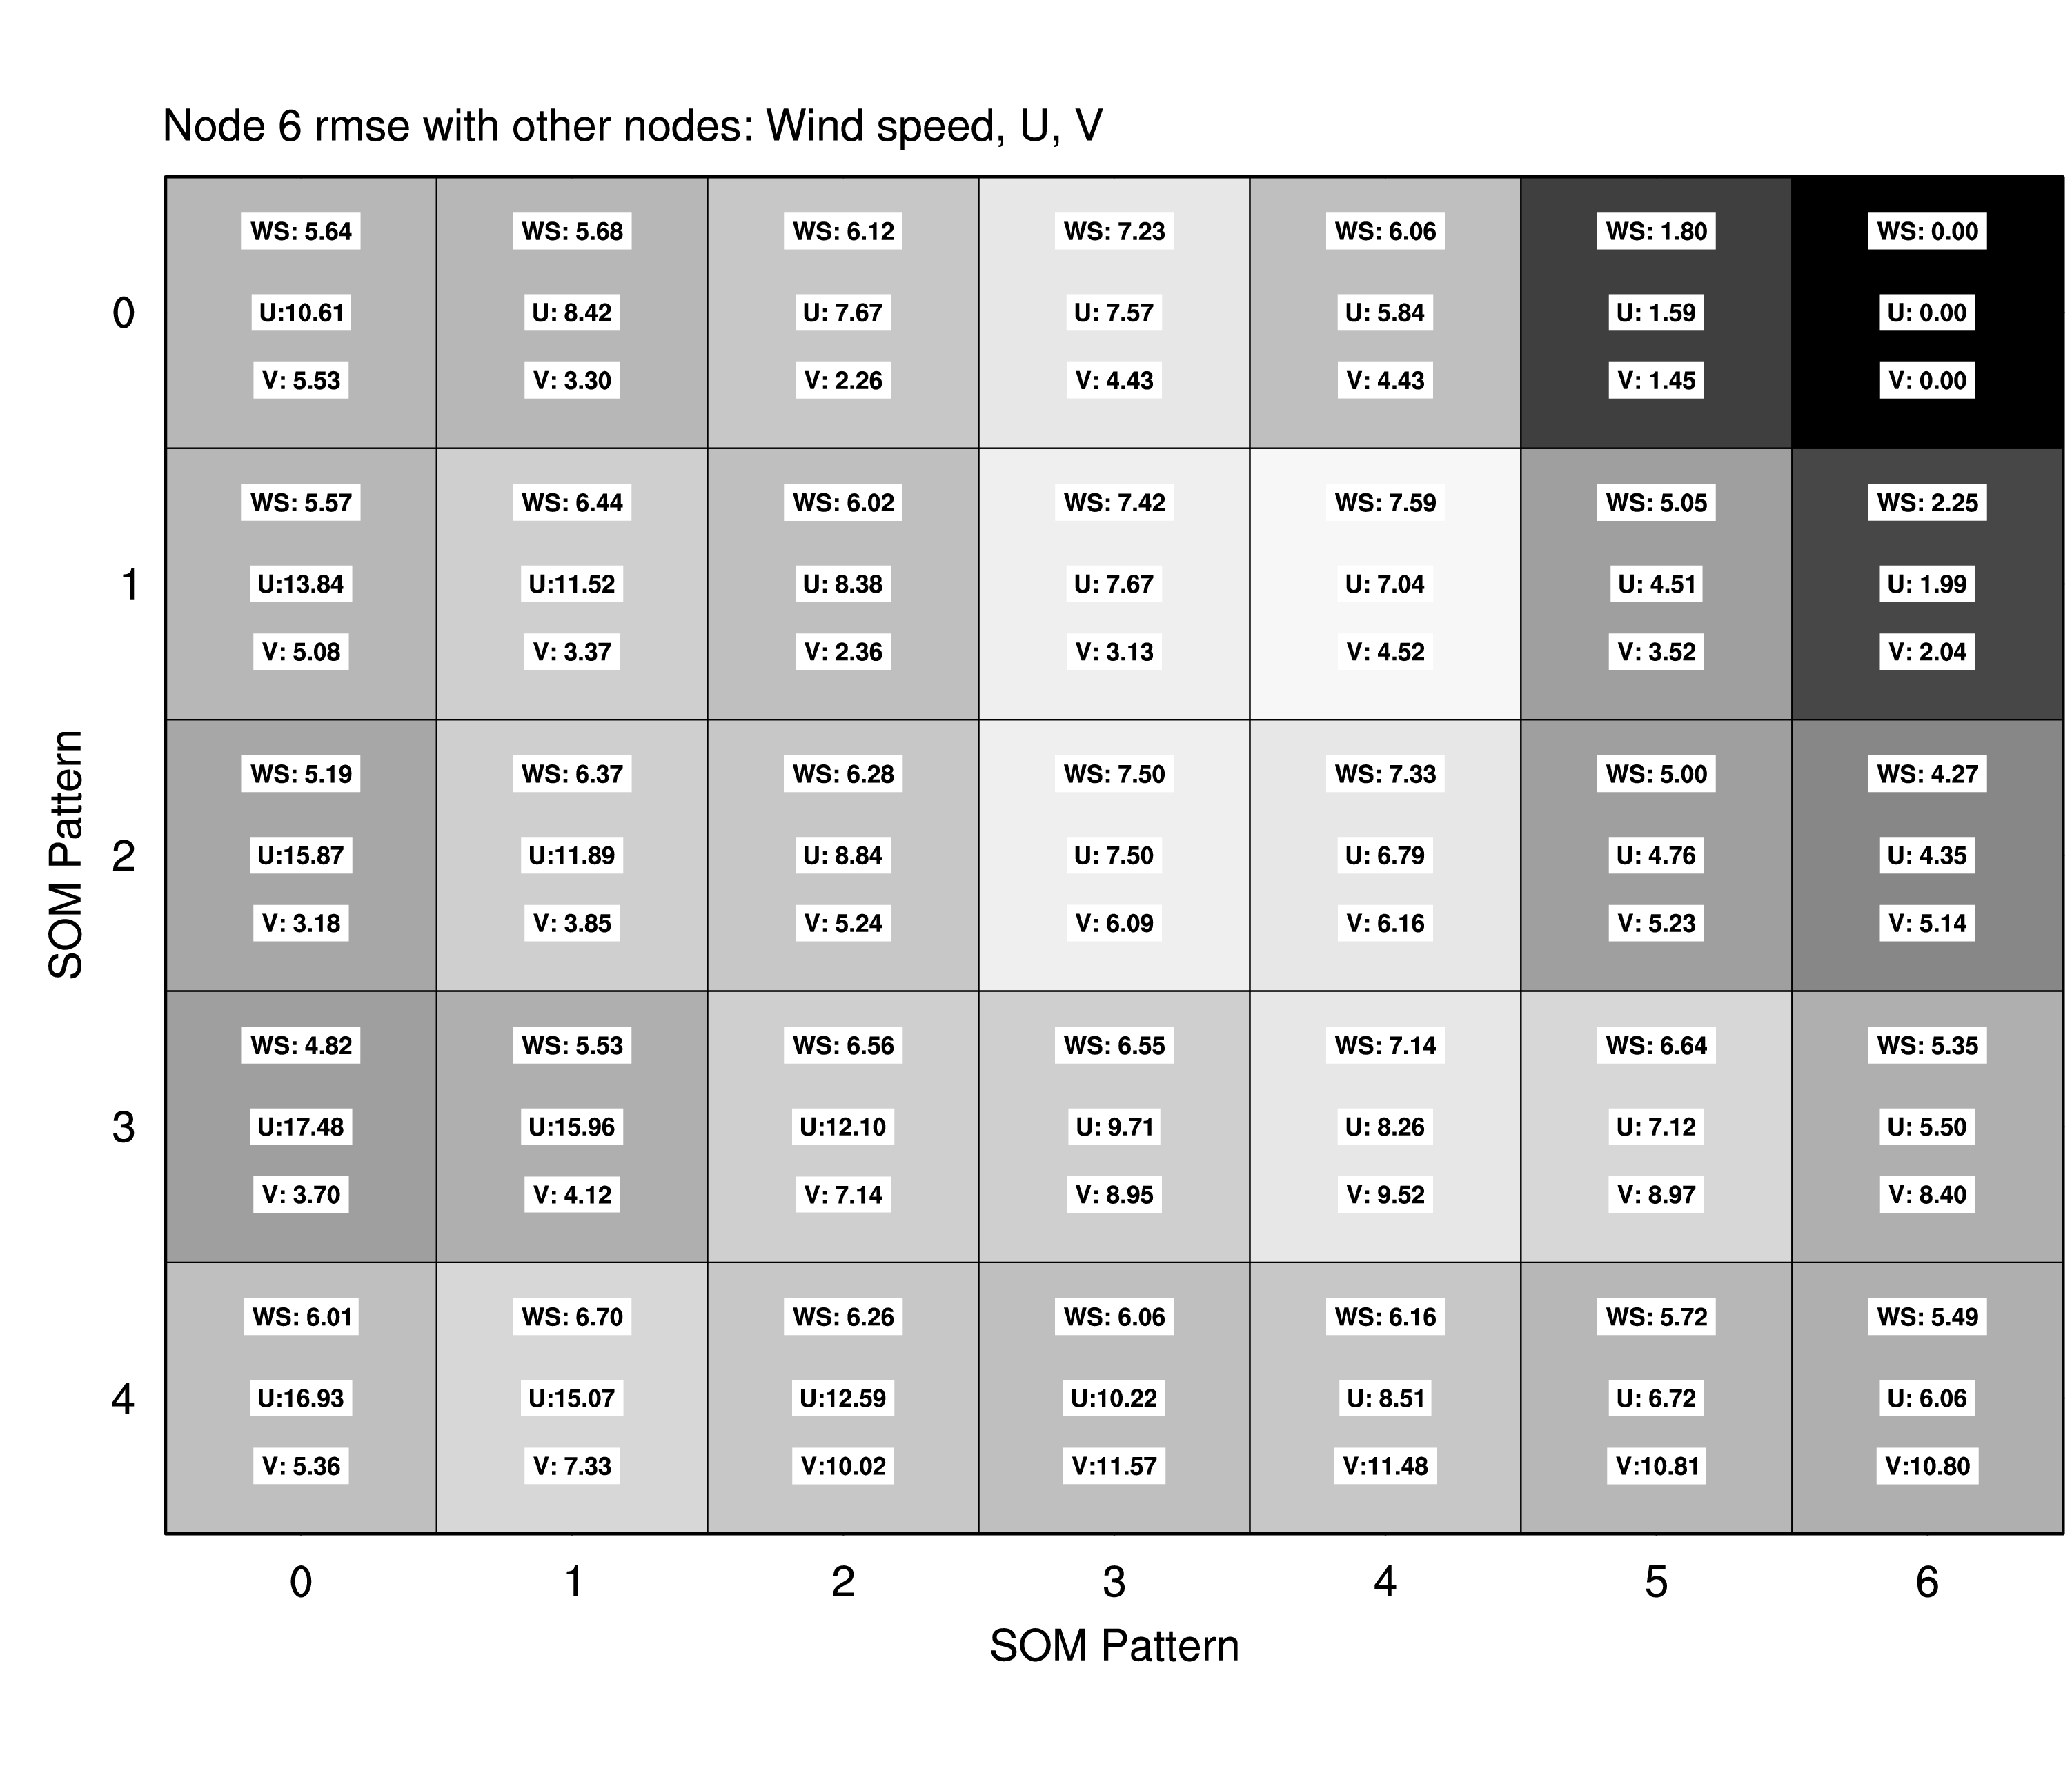 Node 6 rmse with other nodes: Wind speed, U, V
WS: 5.64 WS: 5.68 WS: 6.12 WS: 7.23 WS: 6.06 WS: 1.80 WS: 0.00
0 U:10.61 U: 8.42 U: 7.67 U: 7.57 U: 5.84 U: 1.59 U: 0.00
V: 5.53 V: 3.30 V: 2.26 V: 4.43 V: 4.43 V: 1.45 V: 0.00
WS: 5.57 WS: 6.44 WS: 6.02 WS: 7.42 WS: 7.59 WS: 5.05 WS: 2.25
1 U:13.84 U:11.52 U: 8.38 U: 7.67 U: 7.04 U: 4.51 U: 1.99
V: 5.08 V: 3.37 V: 2.36 V: 3.13 V: 4.52 V: 3.52 V: 2.04
SOM Pattern
WS: 5.19 WS: 6.37 WS: 6.28 WS: 7.50 WS: 7.33 WS: 5.00 WS: 4.27
2 U:15.87 U:11.89 U: 8.84 U: 7.50 U: 6.79 U: 4.76 U: 4.35
V: 3.18 V: 3.85 V: 5.24 V: 6.09 V: 6.16 V: 5.23 V: 5.14
WS: 4.82 WS: 5.53 WS: 6.56 WS: 6.55 WS: 7.14 WS: 6.64 WS: 5.35
3 U:17.48 U:15.96 U:12.10 U: 9.71 U: 8.26 U: 7.12 U: 5.50
V: 3.70 V: 4.12 V: 7.14 V: 8.95 V: 9.52 V: 8.97 V: 8.40
WS: 6.01 WS: 6.70 WS: 6.26 WS: 6.06 WS: 6.16 WS: 5.72 WS: 5.49
4 U:16.93 U:15.07 U:12.59 U:10.22 U: 8.51 U: 6.72 U: 6.06
V: 5.36 V: 7.33 V:10.02 V:11.57 V:11.48 V:10.81 V:10.80
0 1 2 3 4 5 6
SOM Pattern